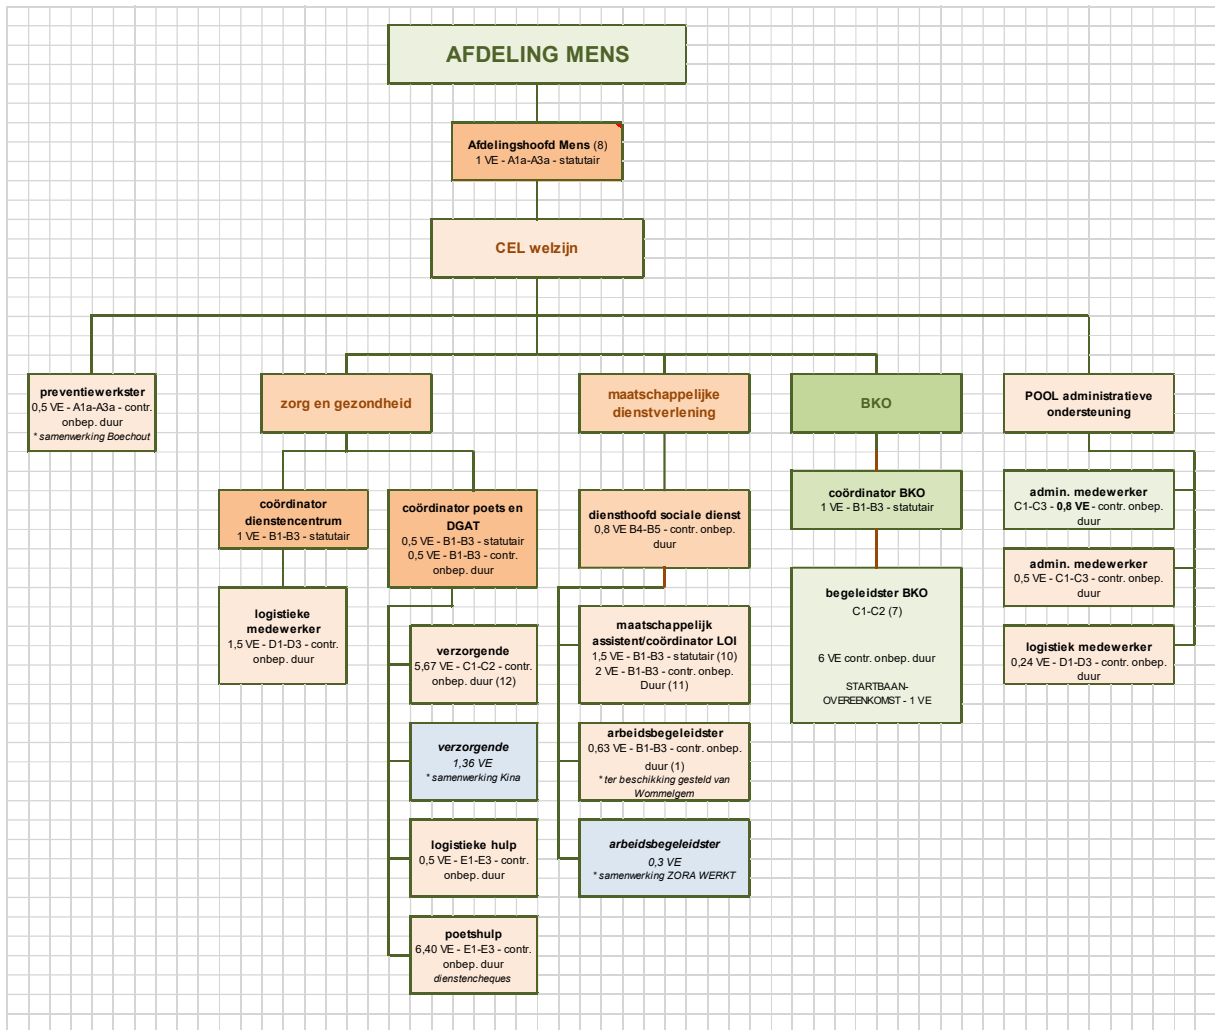 AFDELING MENS
Afdelingshoofd Mens (8)
1 VE - A1a-A3a - statutair
CEL welzijn
preventiewerkster
0,5 VE - A1a-A3a - contr.
onbep. duur
* samenwerking Boechout
zorg en gezondheid
maatschappelijke
dienstverlening
BKO
POOL administratieve
ondersteuning
coördinator
dienstencentrum
1 VE - B1-B3 - statutair
logistieke
medewerker
1,5 VE - D1-D3 - contr.
onbep. duur
coördinator poets en
DGAT
0,5 VE - B1-B3 - statutair
0,5 VE - B1-B3 - contr.
onbep. duur
verzorgende
5,67 VE - C1-C2 - contr.
onbep. duur (12)
verzorgende
1,36 VE
* samenwerking Kina
logistieke hulp
0,5 VE - E1-E3 - contr.
onbep. duur
poetshulp
6,40 VE - E1-E3 - contr.
onbep. duur
dienstencheques
diensthoofd sociale dienst
0,8 VE B4-B5 - contr. onbep.
duur
maatschappelijk
assistent/coördinator LOI
1,5 VE - B1-B3 - statutair (10)
2 VE - B1-B3 - contr. onbep.
Duur (11)
arbeidsbegeleidster
0,63 VE - B1-B3 - contr. onbep.
duur (1)
* ter beschikking gesteld van
Wommelgem
arbeidsbegeleidster
0,3 VE
* samenwerking ZORA WERKT
coördinator BKO
1 VE - B1-B3 - statutair
begeleidster BKO
C1-C2 (7)
6 VE contr. onbep. duur
STARTBAAN-
OVEREENKOMST - 1 VE
admin. medewerker
C1-C3 - 0,8 VE - contr. onbep.
duur
admin. medewerker
0,5 VE - C1-C3 - contr. onbep.
duur
logistiek medewerker
0,24 VE - D1-D3 - contr. onbep.
duur